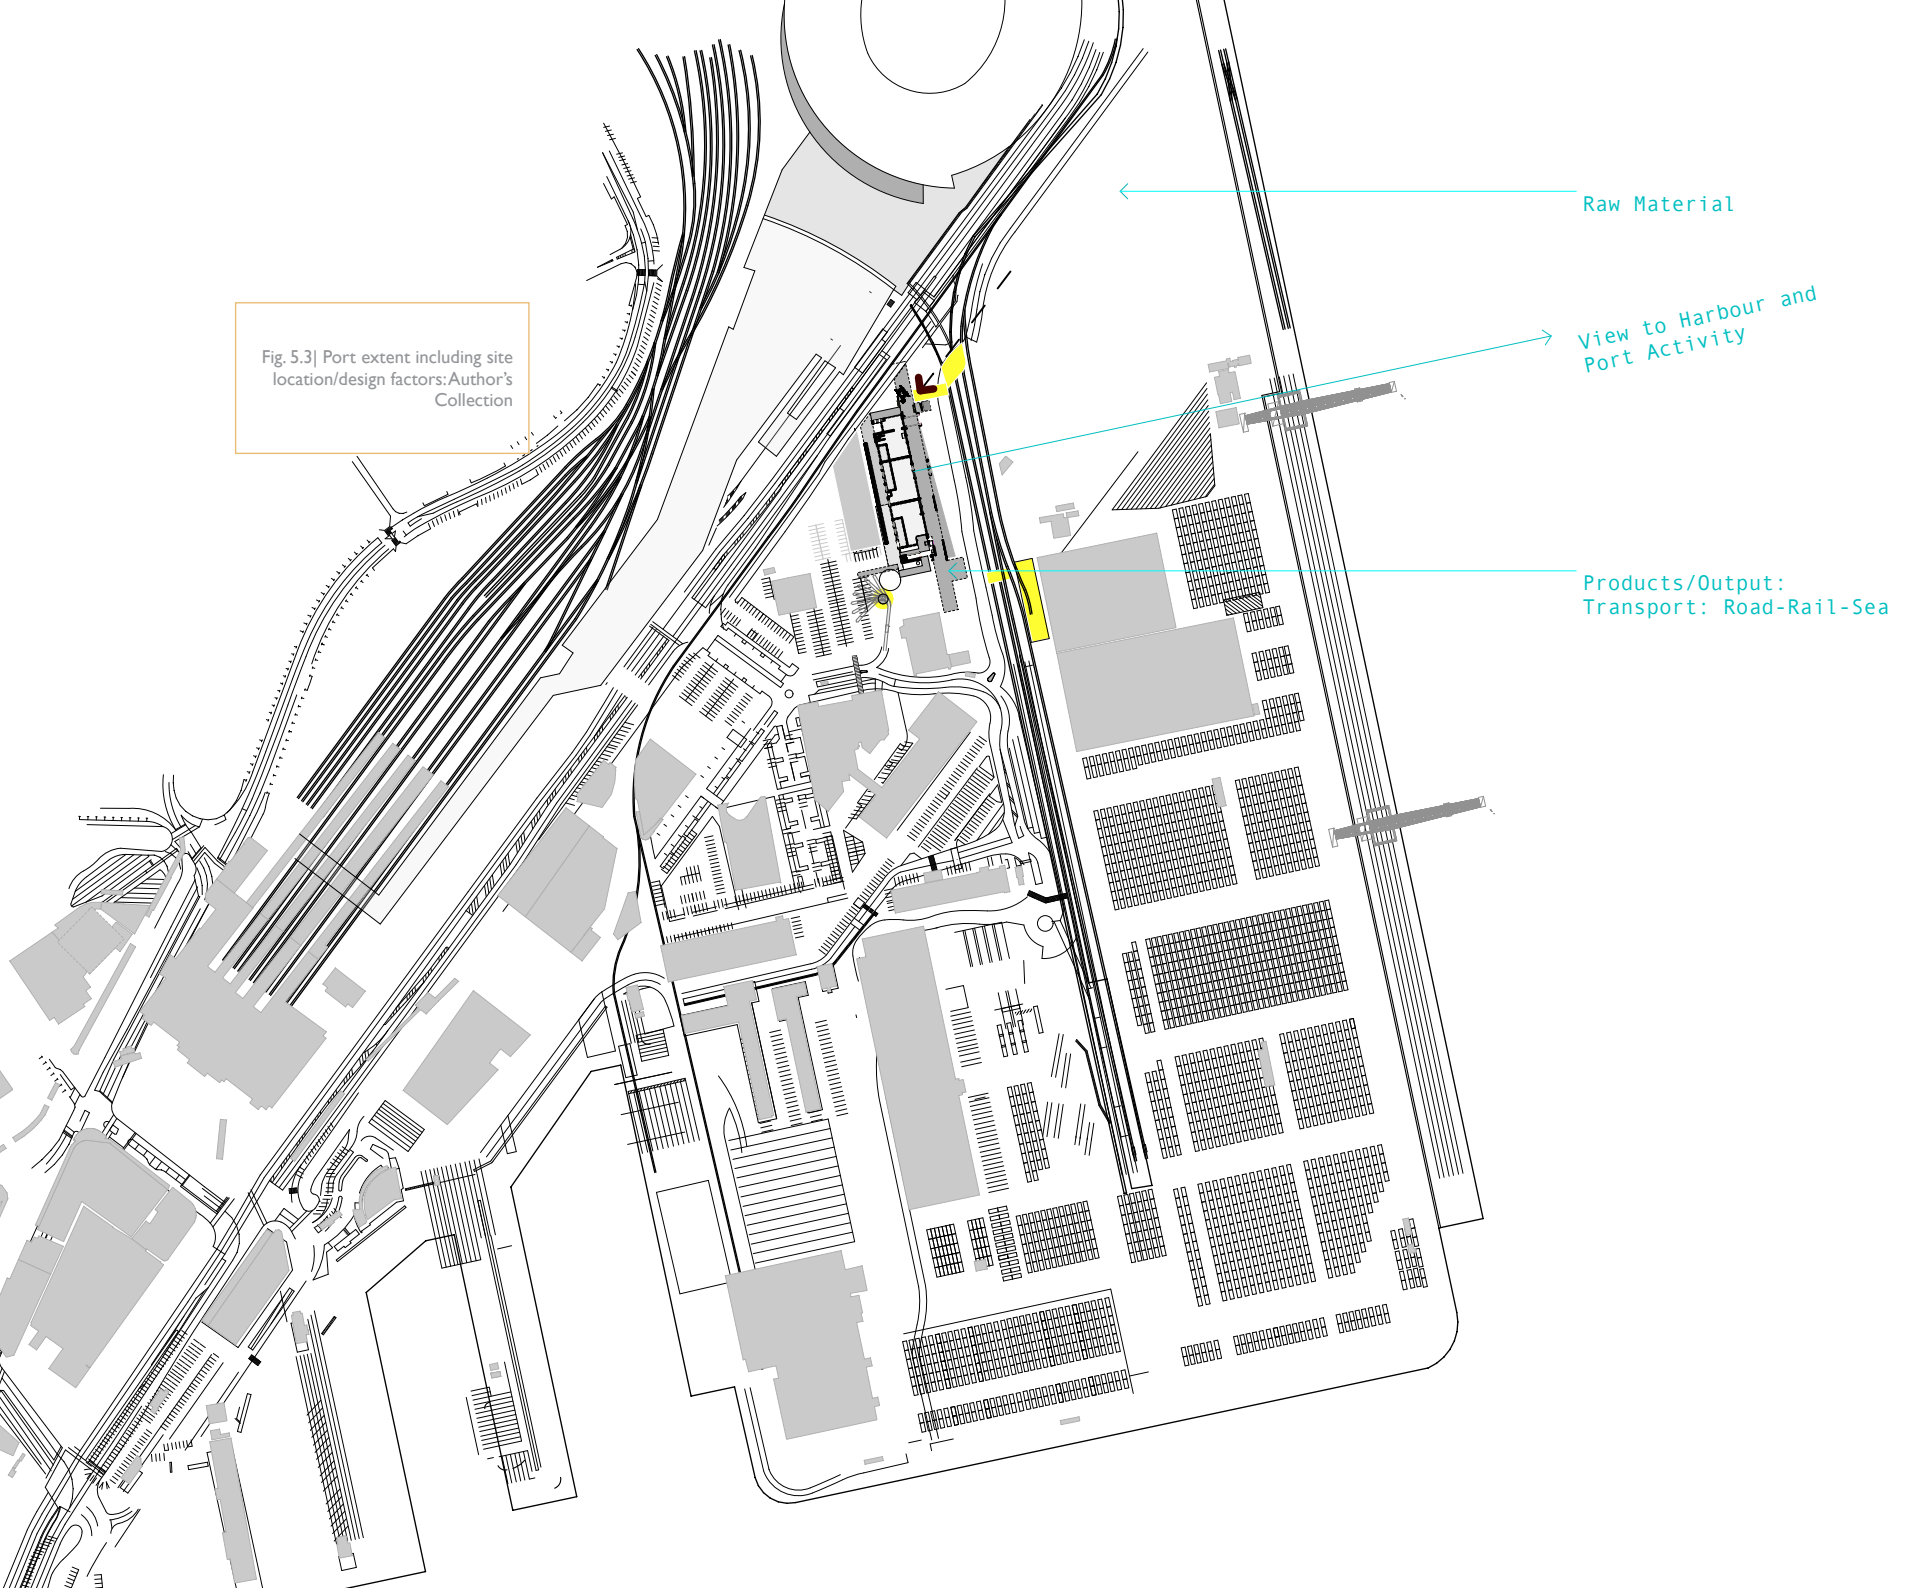 Raw Material
View to Harbour and
Port Activity
Fig. 5.3| Port extent including site
location/design factors: Author's
Collection
Products/Output:
Transport: Road-Rail-Sea